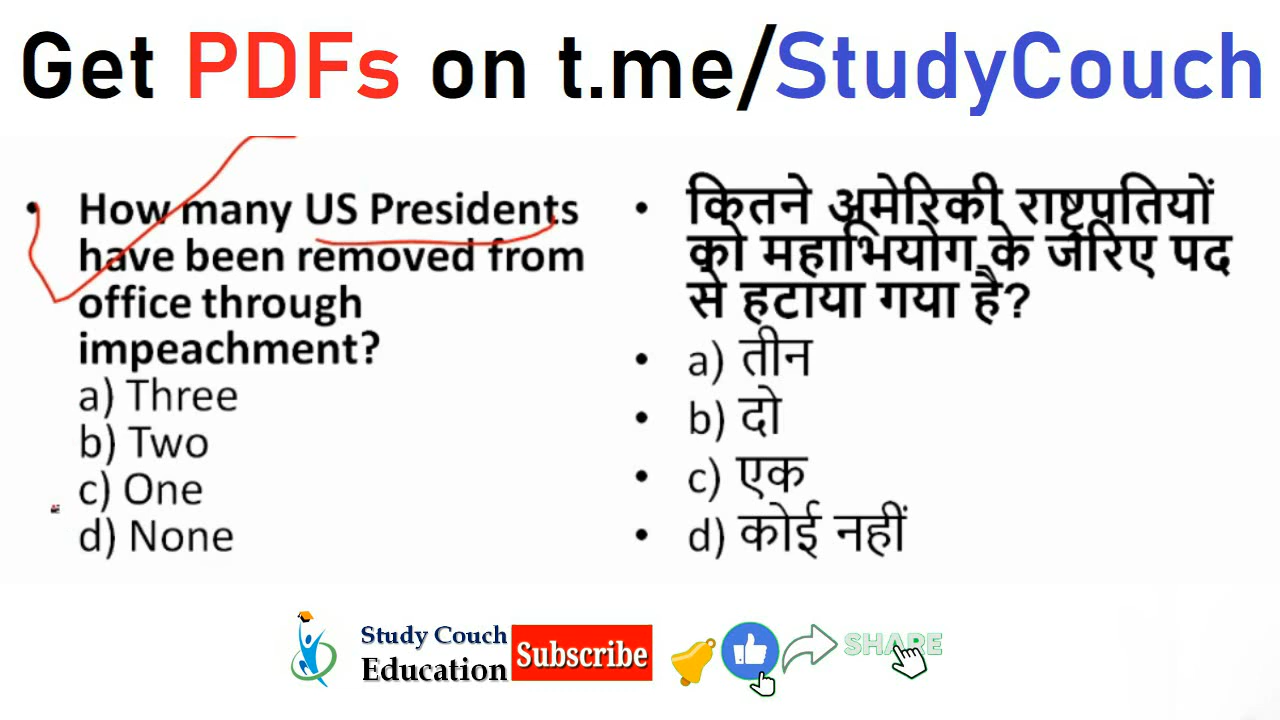 Get PDFs on t.me/StudyCouch
• How many US Presidents
have been removed from
office through
impeachment?
a) Three
b) Two
c) One
d) None
• कितने अमेरिकी राष्ट्रपतियों
को महाभियोग के जरिए पद
से हटाया गया है?
• a) तीन
• b) दो
• c) एक
• d) कोई नहीं
Study Couch
Education
Subscribe
SHARE